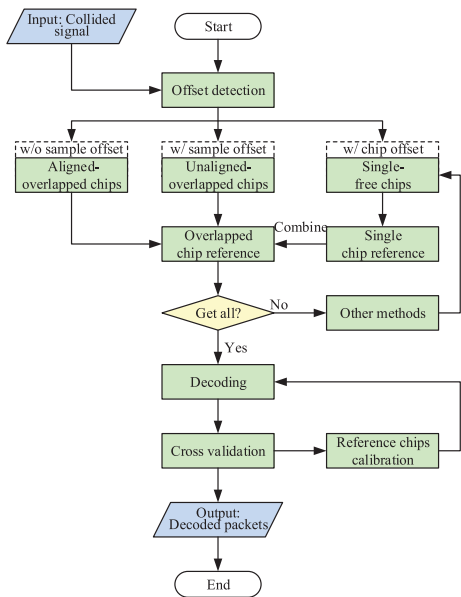 Input: Collided
signal
Start
Offset detection
w/o sample offset
Aligned-
overlapped chips
w/ sample offset
Unaligned-
overlapped chips
w/ chip offset
Single-
free chips
Overlapped
chip reference
Combine
Single
chip reference
Get all?
No
Other methods
Yes
Decoding
Cross validation
Reference chips
calibration
Output:
Decoded packets
End